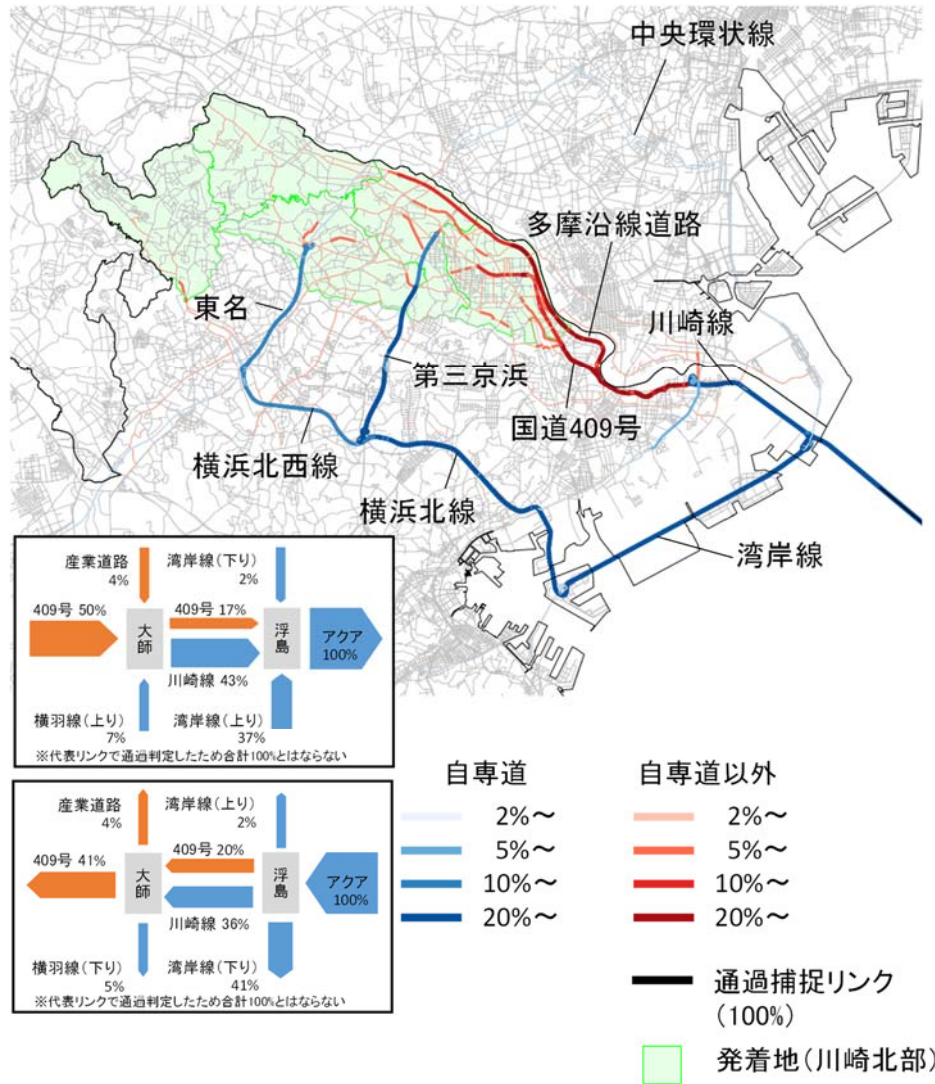 中央環状線
多摩沿線道路
川崎線
東名
第三京浜
国道409号
横浜北西線
横浜北線
湾岸線
産業道路
4%
湾岸線(下り)
2%
409号 50%
409号 17%
大師
浮島
アクア
100%
川崎線 43%
横羽線(上り)
7%
湾岸線(上り)
37%
※代表リンクで通過判定したため合計100%とはならない
産業道路
4%
湾岸線(上り)
2%
409号 41%
409号 20%
大師
浮島
アクア
100%
川崎線 36%
横羽線(下り)
5%
湾岸線(下り)
41%
※代表リンクで通過判定したため合計100%とはならない
自専道
2%～
5%～
10%～
20%～
自専道以外
2%～
5%～
10%～
20%～
通過捕捉リンク
(100%)
発着地(川崎北部)